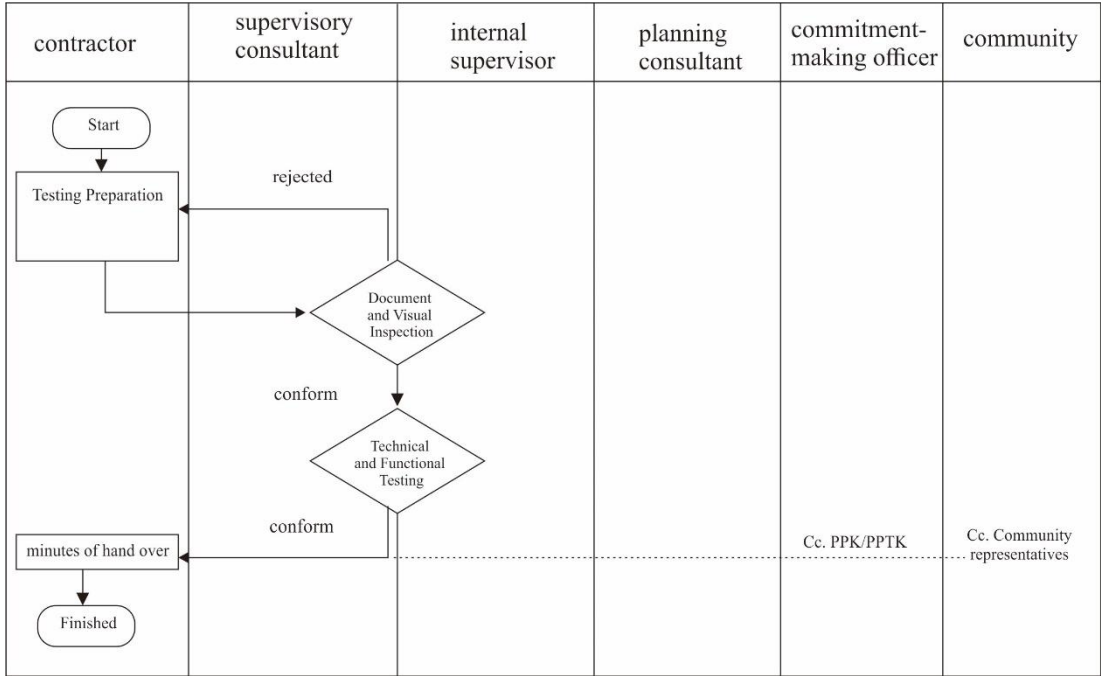 contractor
supervisory
consultant
internal
supervisor
planning
consultant
commitment-
making officer
community
Start
Testing Preparation
rejected
Document
and Visual
Inspection
conform
Technical
and Functional
Testing
conform
minutes of hand over
Cc. PPK/PPTK
Cc. Community
representatives
Finished